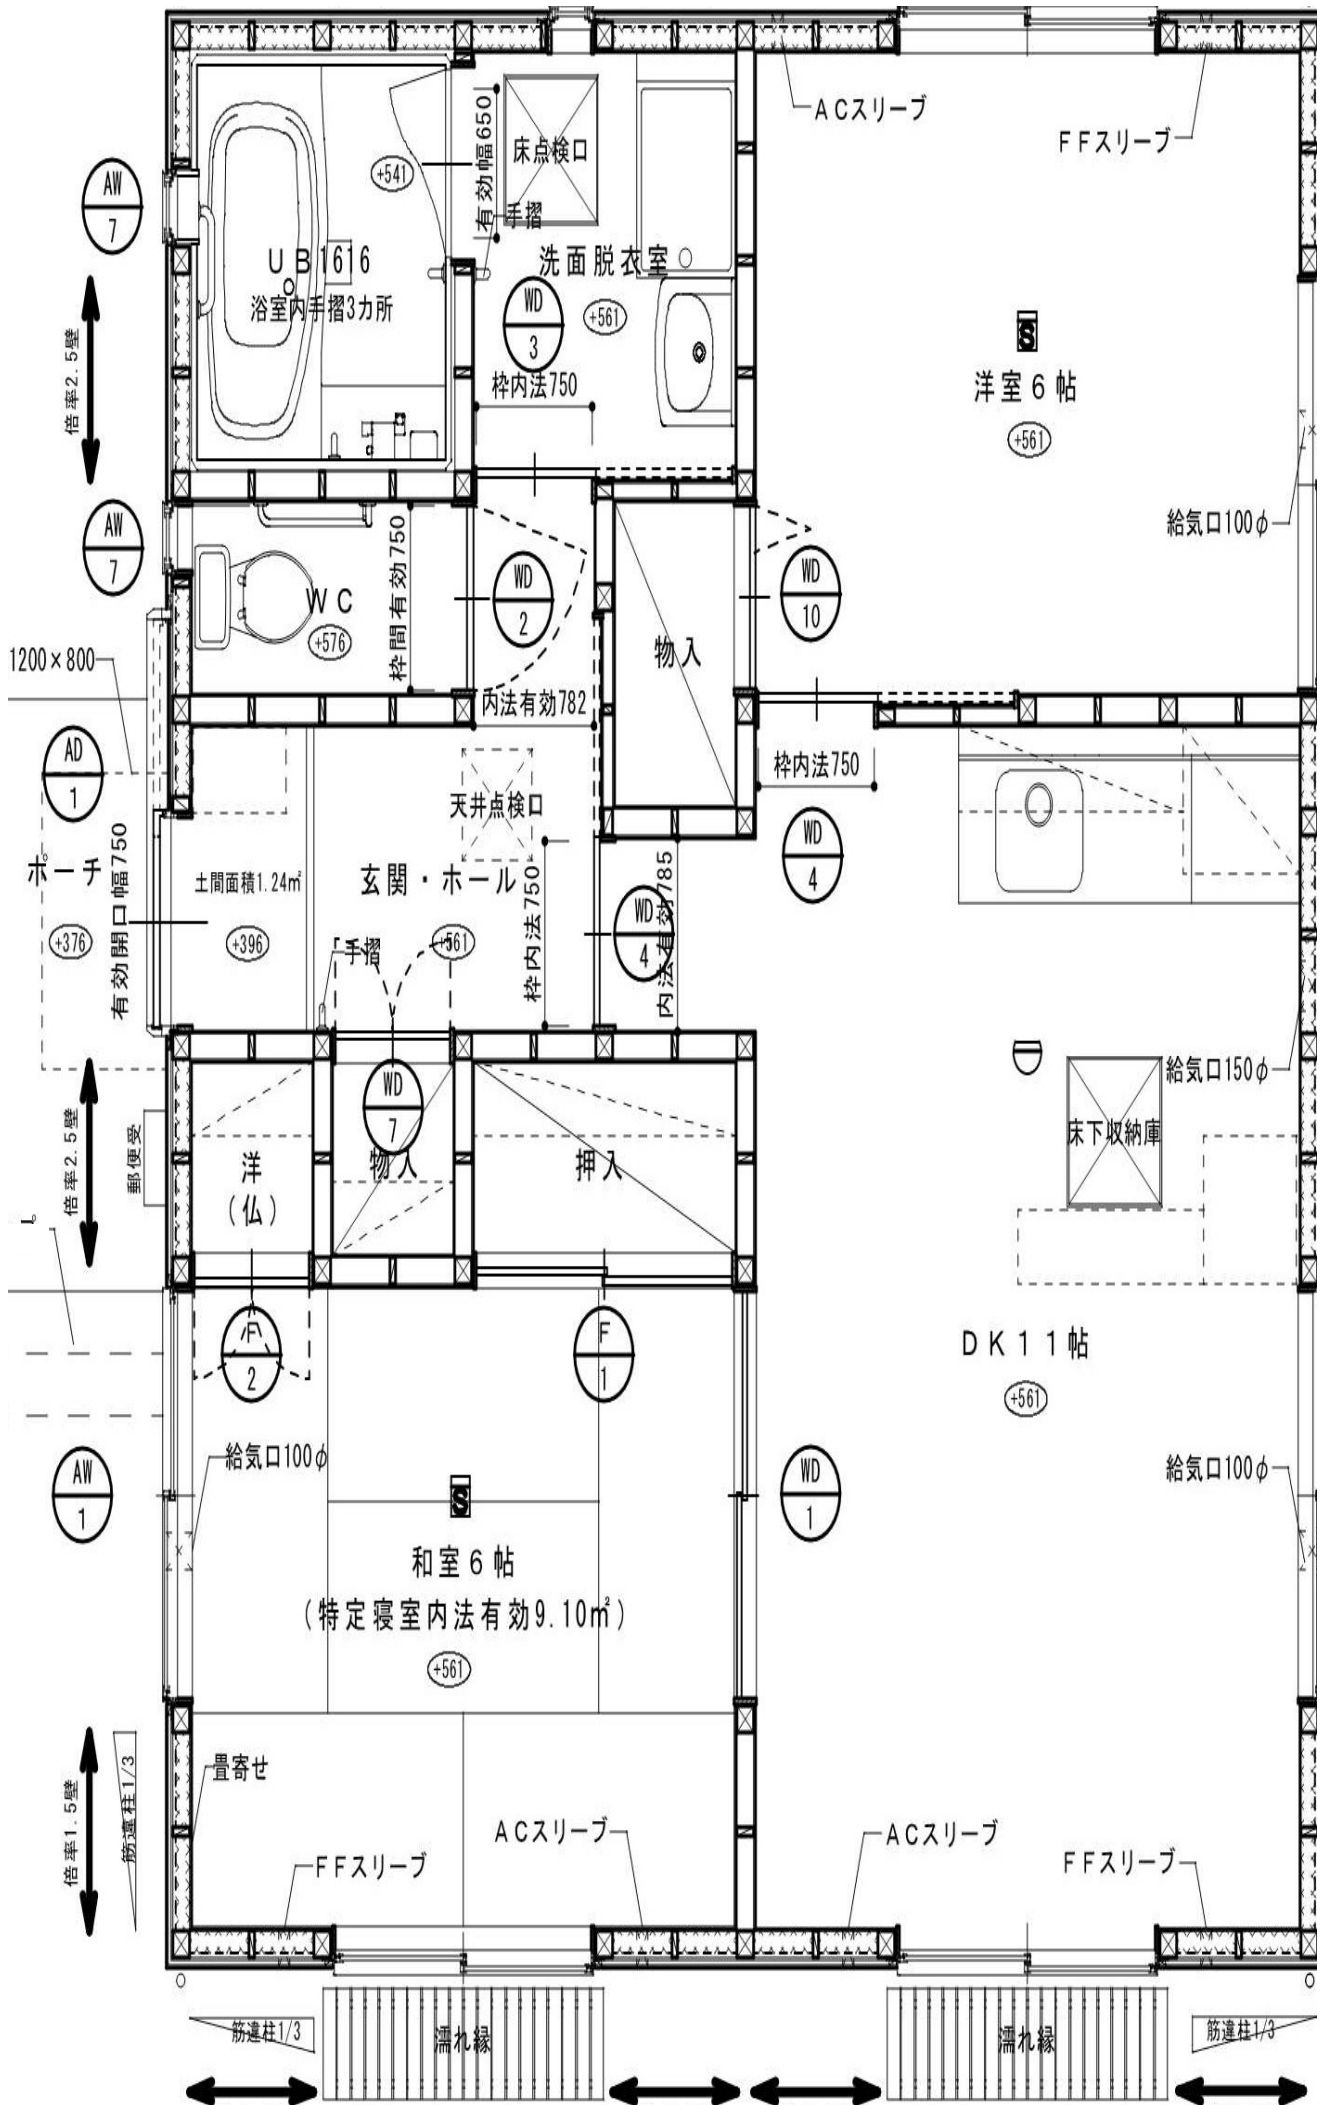 ACスリーブ
FFスリーブ
床点検口
有効幅650
+541
手摺
AW
7
UB1616
浴室内手摺3カ所
洗面脱衣室
+561
WD
3
枠内法750
倍率2.5壁
洋室6帖
+561
給気口100φ
AW
7
WC
+576
枠間有効750
WD
2
物入
WD
10
1200×800
内法有効782
枠内法750
AD
1
天井点検口
WD
4
ポーチ
+376
有効開口幅750
土間面積1.24㎡
+396
玄関・ホール
+561
手摺
枠内法750
WD
4
内法有効785
給気口150φ
床下収納庫
倍率2.5壁
郵便受
洋
(仏)
WD
7
物入
押入
F
2
F
1
DK11帖
+561
AW
1
給気口100φ
WD
1
給気口100φ
和室6帖
(特定寝室内法有効9.10㎡)
+561
倍率1.5壁
筋違柱1/3
畳寄せ
FFスリーブ
ACスリーブ
ACスリーブ
FFスリーブ
筋違柱1/3
濡れ縁
濡れ縁
筋違柱1/3